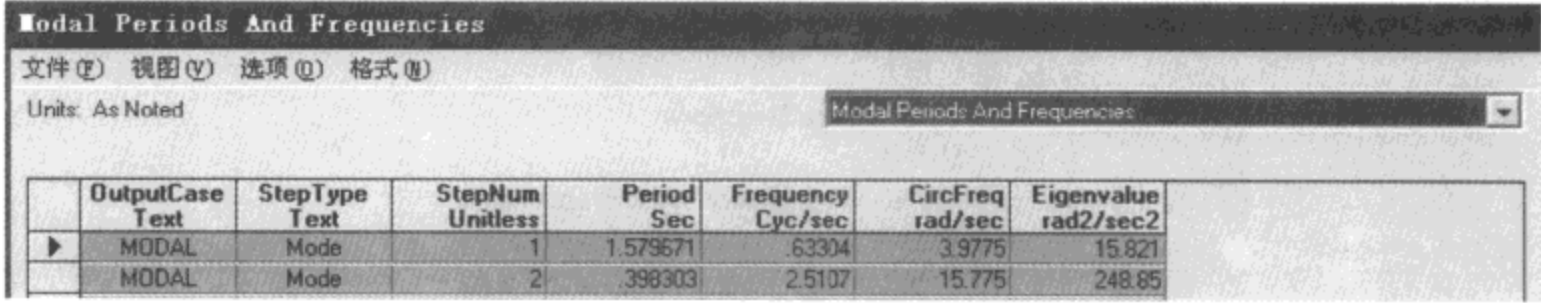 Modal Periods And Frequencies
文件(F) 视图(V) 选项(O) 格式(M)
Units: As Noted Modal Periods And Frequencies
OutputCase StepType StepNum Period Frequency CircFreq Eigenvalue
Text Text Unitless Sec Cyc/sec rad/sec rad2/sec2
MODAL Mode 1 1.579671 .63304 3.9775 15.821
MODAL Mode 2 .398303 2.5107 15.775 248.85